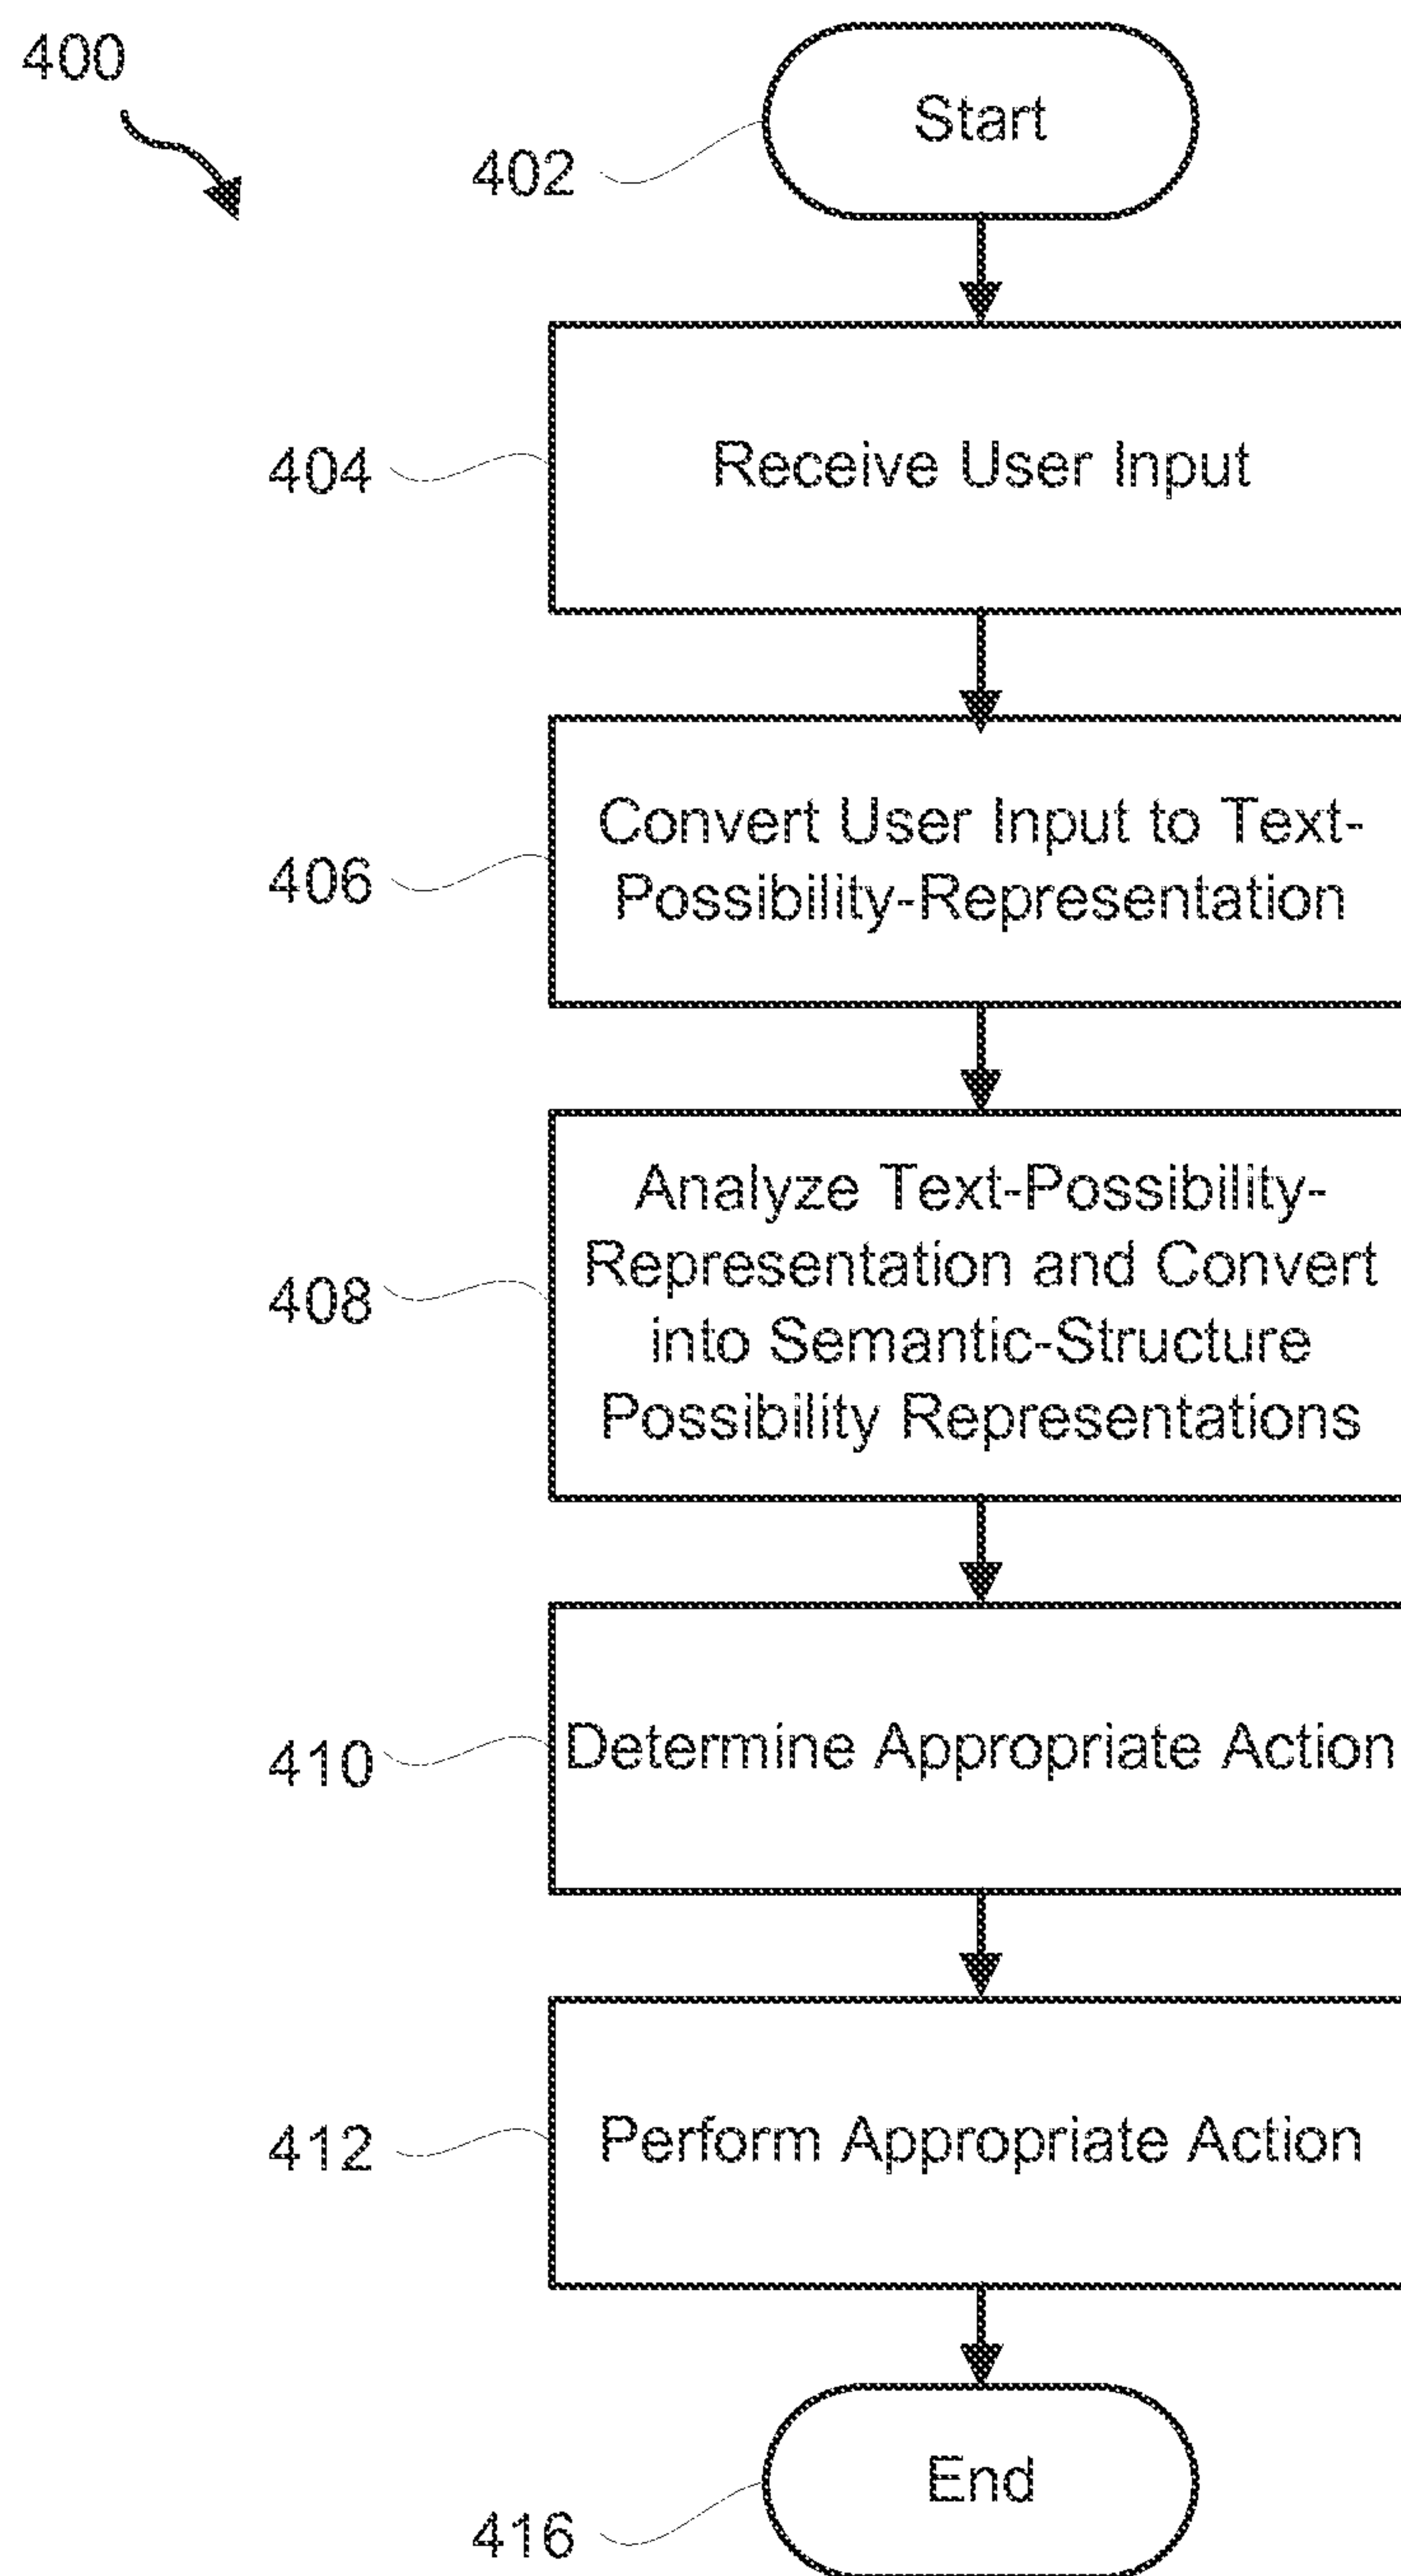 400
Start
402
Receive User Input
404
Convert User Input to Text-
Possibility-Representation
406
Analyze Text-Possibility-
Representation and Convert
into Semantic-Structure
Possibility Representations
408
Determine Appropriate Action
410
Perform Appropriate Action
412
End
416